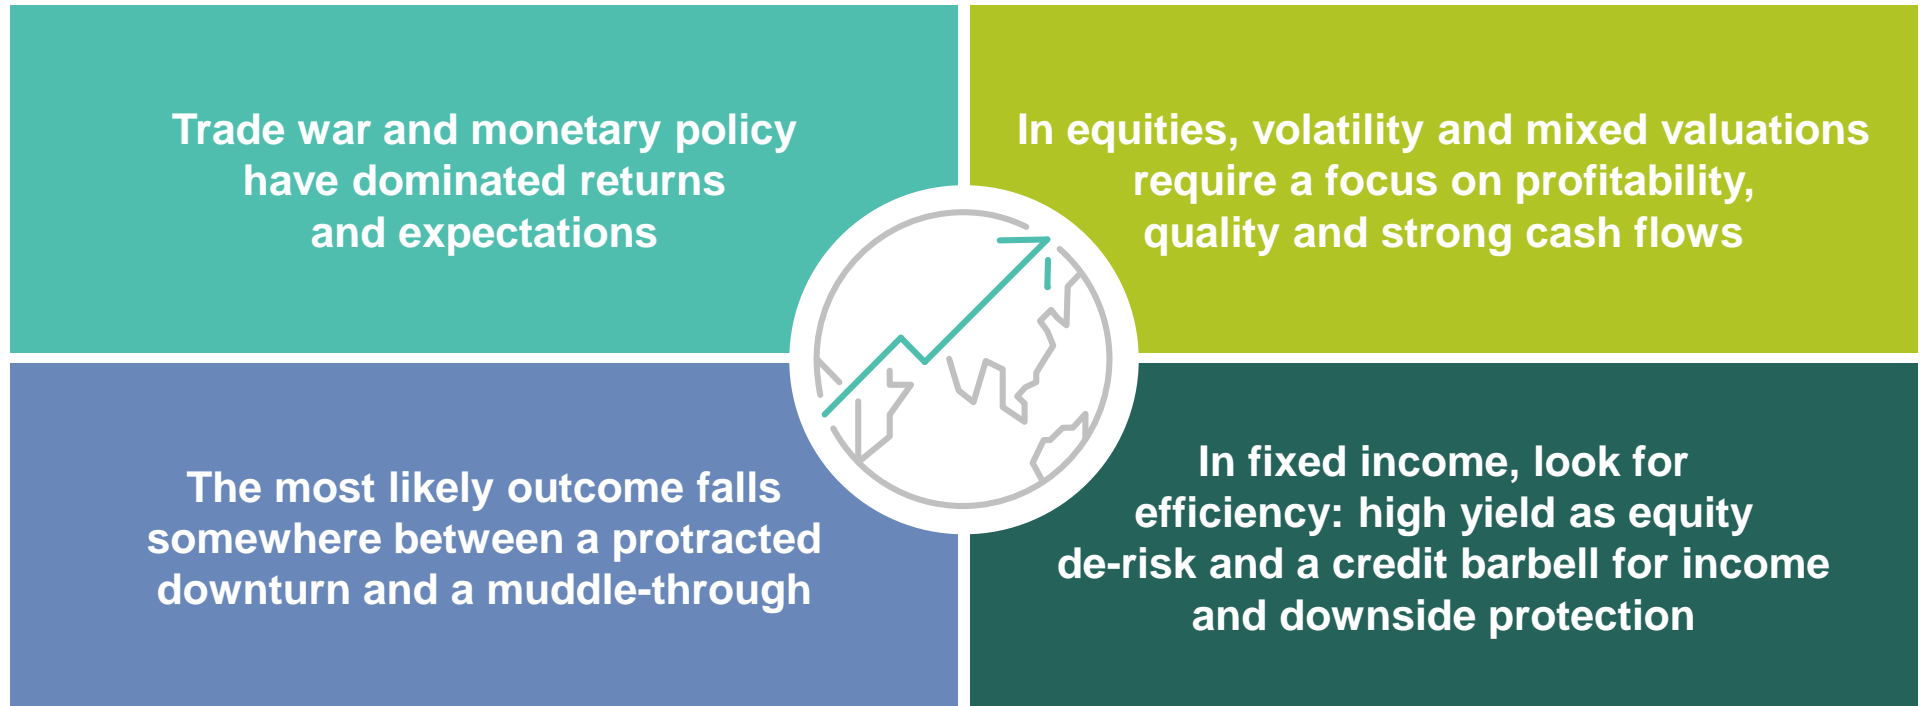 Trade war and monetary policy
have dominated returns
and expectations
In equities, volatility and mixed valuations
require a focus on profitability,
quality and strong cash flows
The most likely outcome falls
somewhere between a protracted
downturn and a muddle-through
In fixed income, look for
efficiency: high yield as equity
de-risk and a credit barbell for income
and downside protection